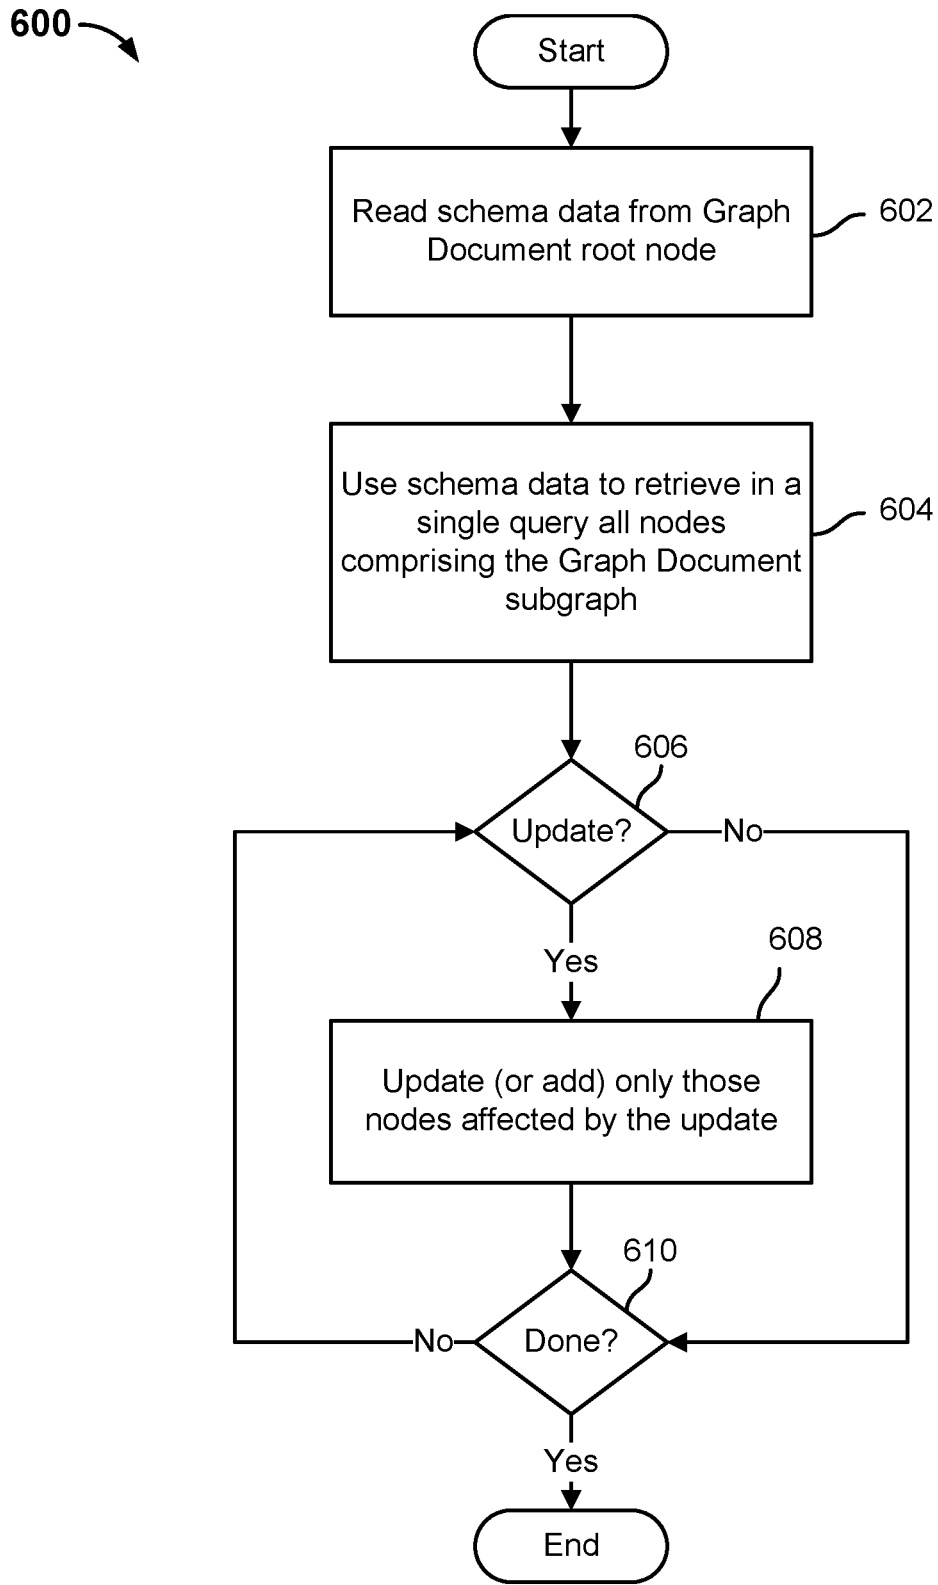 600
Start
Read schema data from Graph
Document root node
602
Use schema data to retrieve in a
single query all nodes
comprising the Graph Document
subgraph
604
606
Update?
No
Yes
608
Update (or add) only those
nodes affected by the update
610
Done?
No
Yes
End